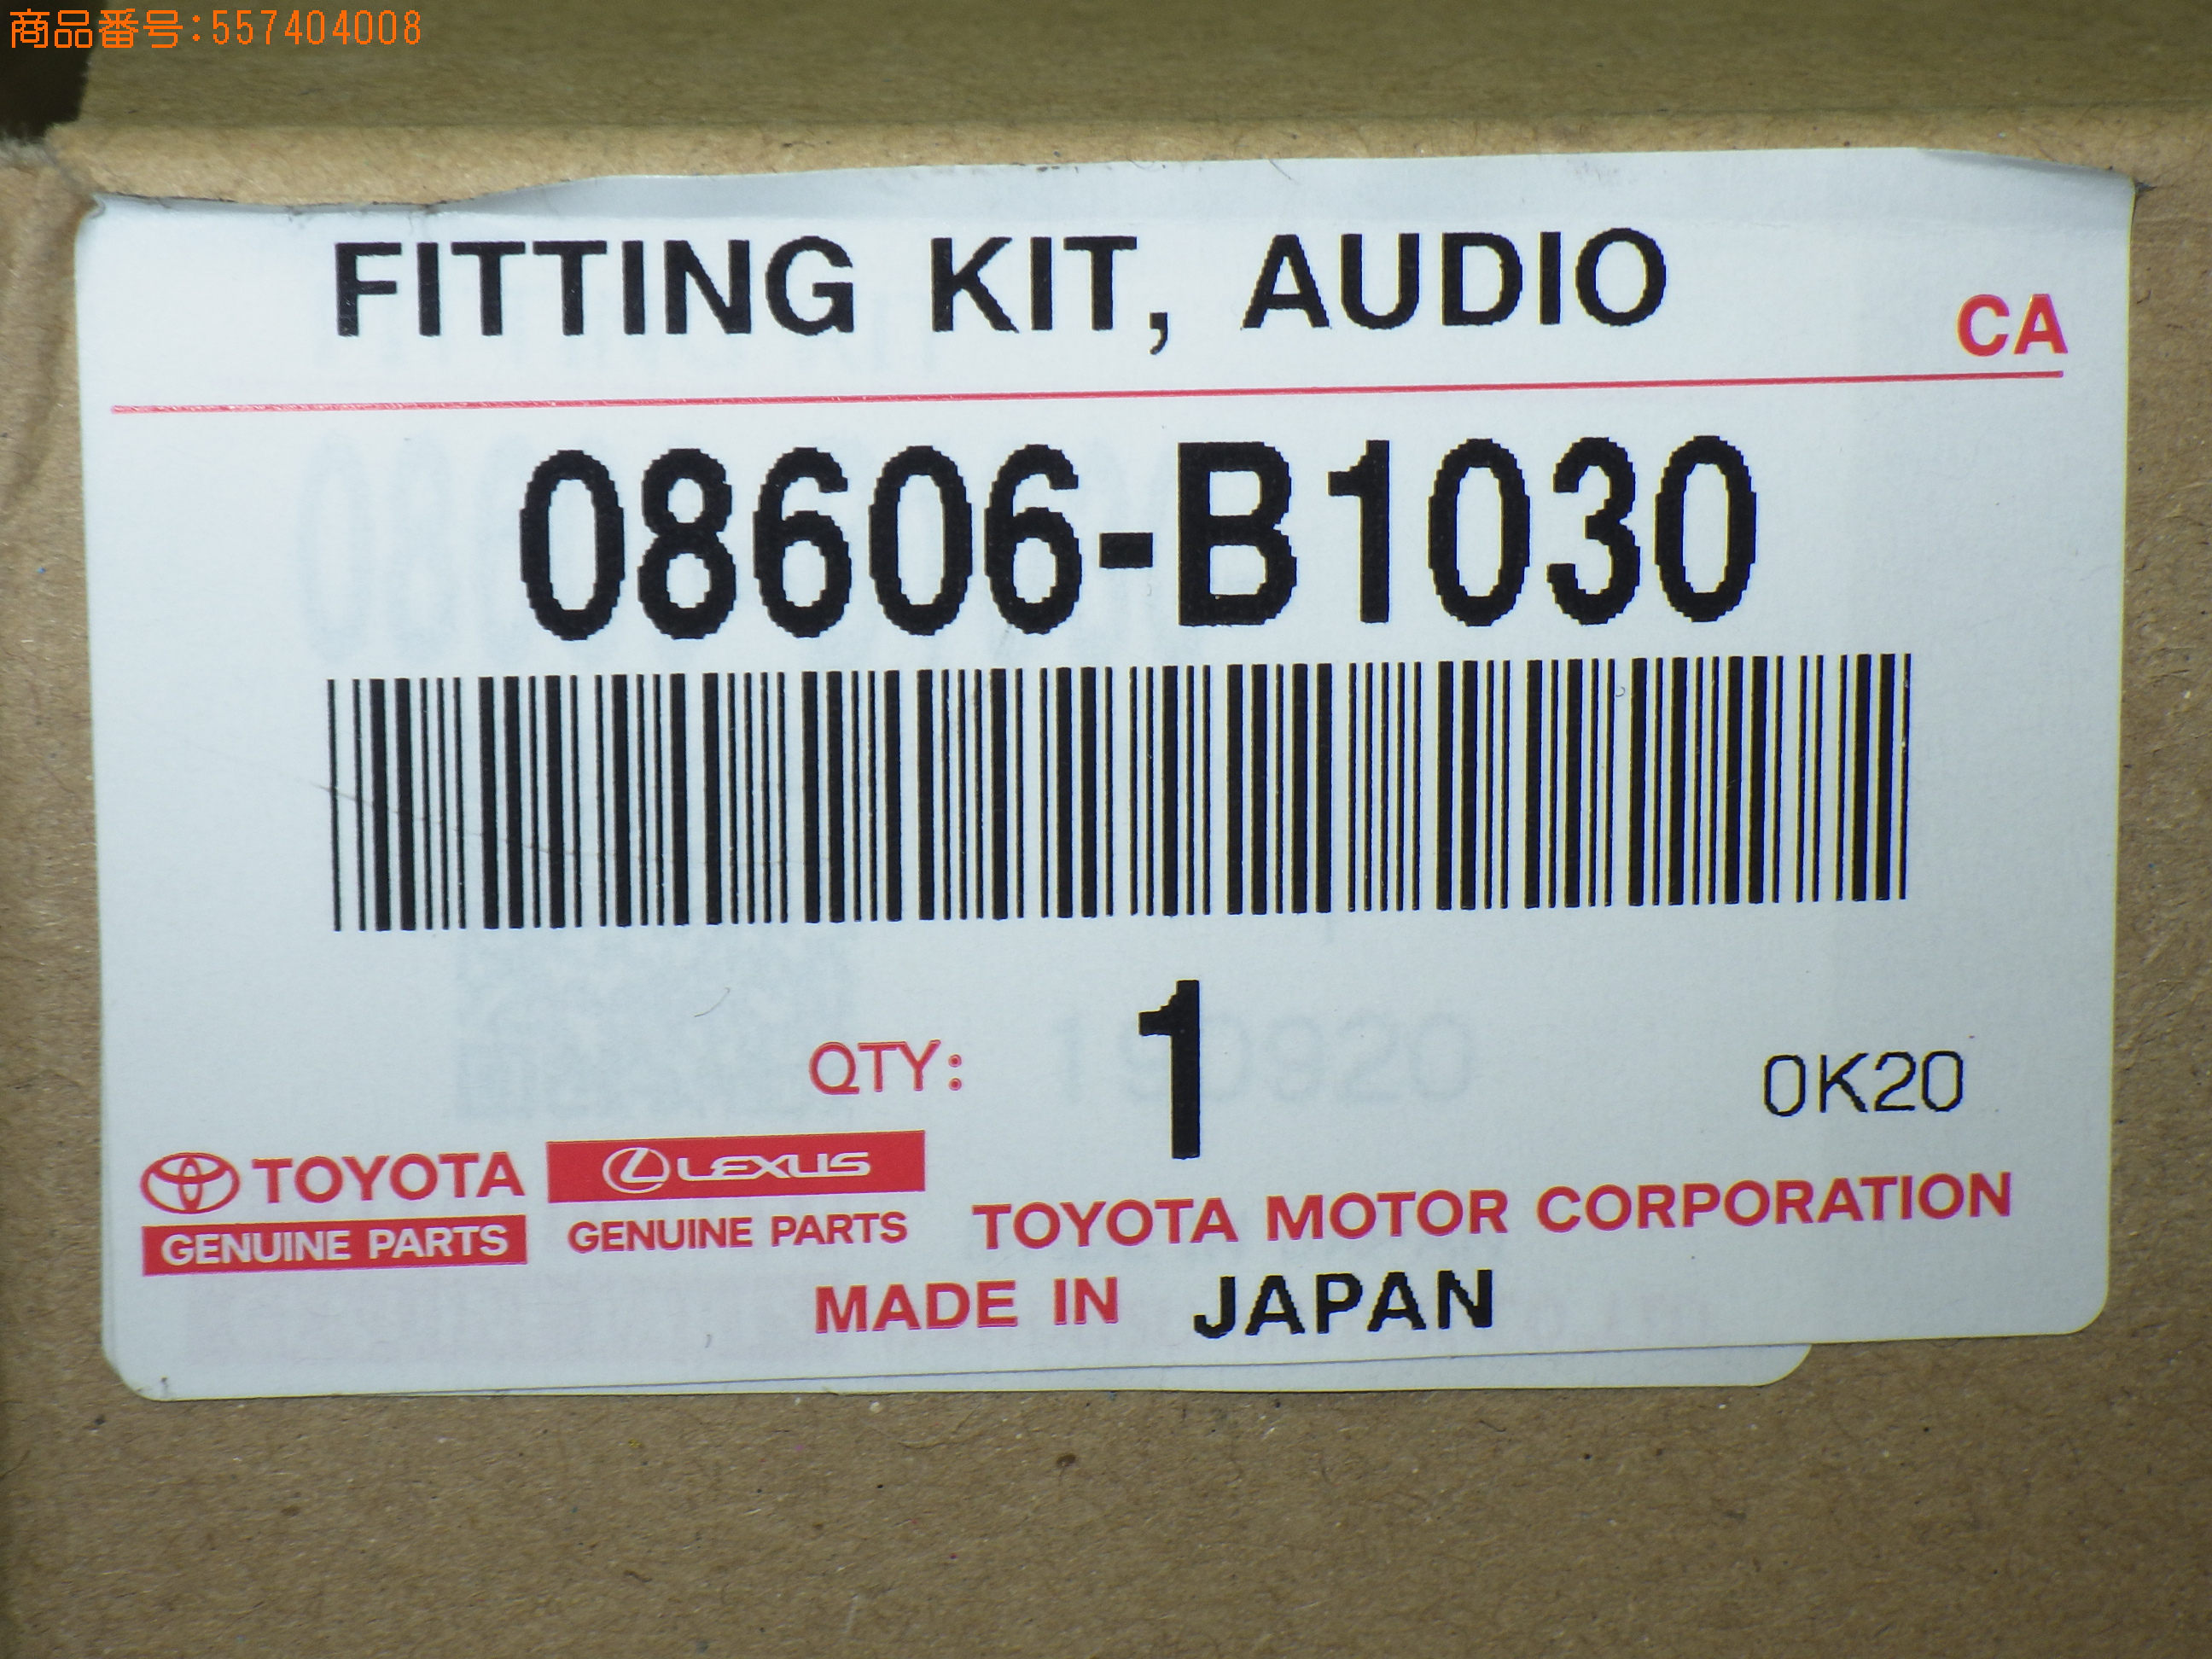 商品番号:557404008
FITTING KIT, AUDIO
CA
08606-B1030
QTY: 1
0K20
TOYOTA
GENUINE PARTS
LEXUS
GENUINE PARTS
TOYOTA MOTOR CORPORATION
MADE IN JAPAN